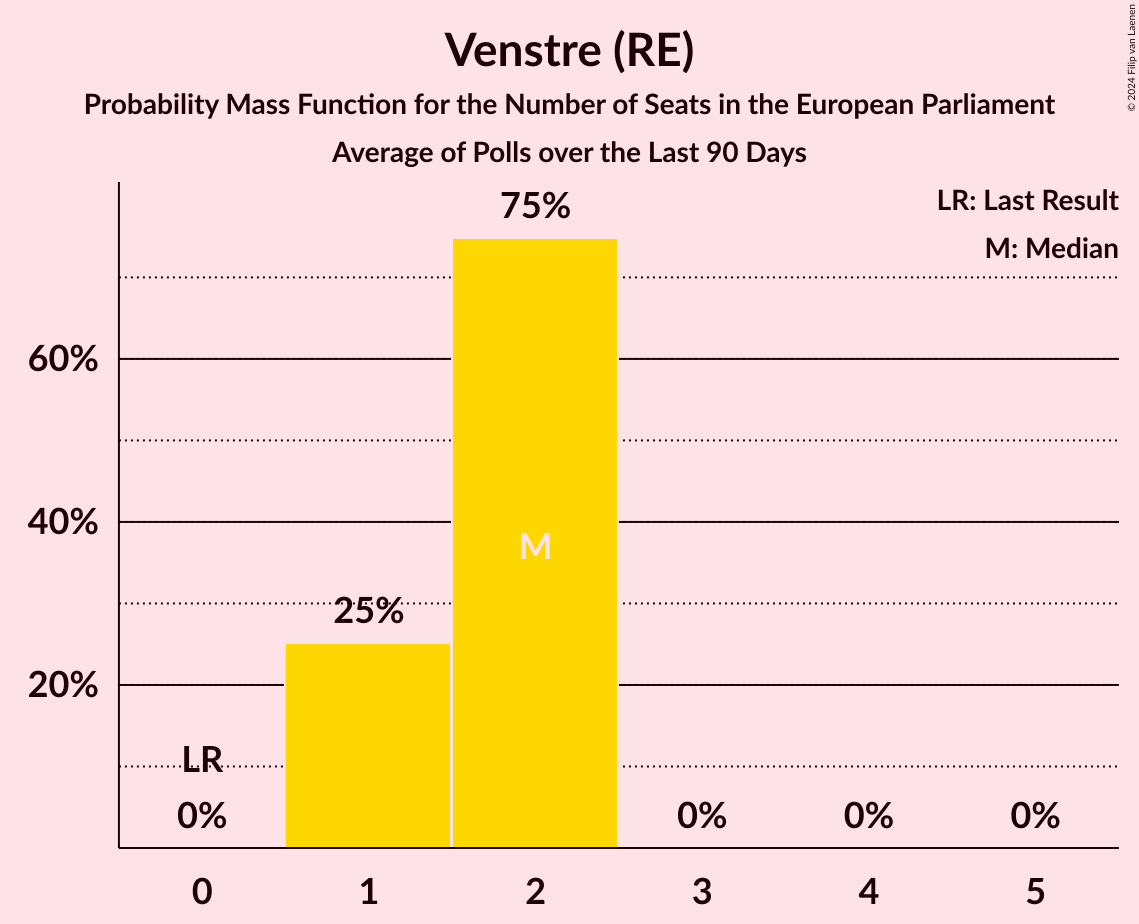 Venstre (RE)
Probability Mass Function for the Number of Seats in the European Parliament
Average of Polls over the Last 90 Days
© 2024 Filip van Laenen
LR: Last Result
M: Median
75%
60%
40%
20%
M
25%
LR
0%
0%
0%
0%
0
1
2
3
4
5